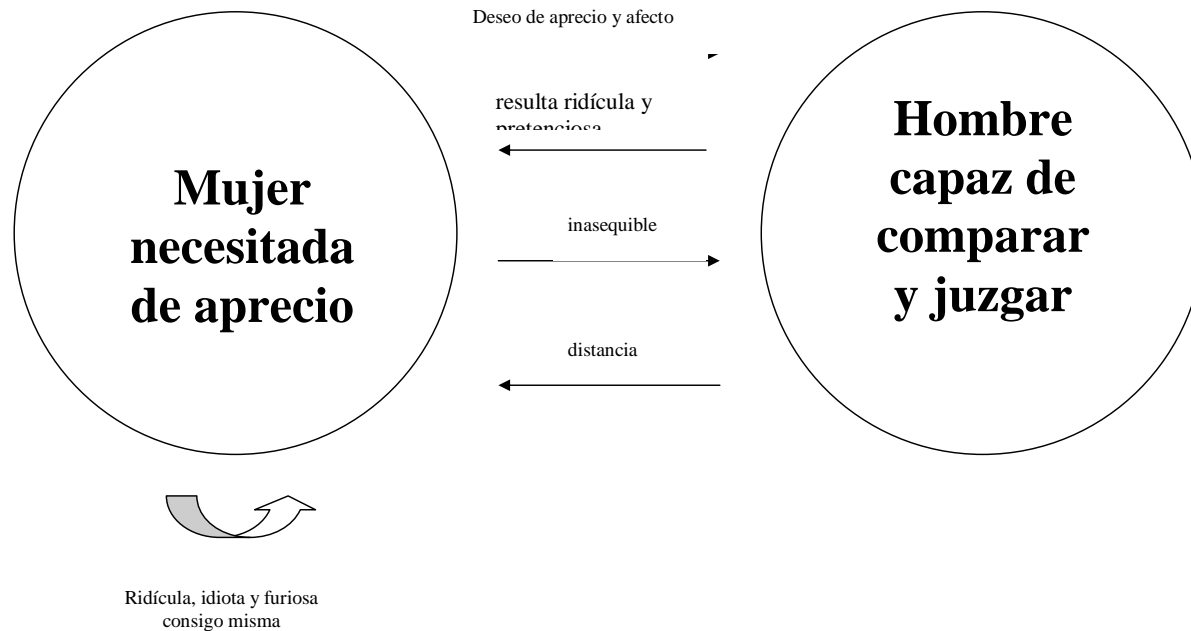 Deseo de aprecio y afecto
resulta ridícula y
pretenciosa
Mujer
necesitada
de aprecio
Hombre
capaz de
comparar
y juzgar
inasequible
distancia
Ridícula, idiota y furiosa
consigo misma